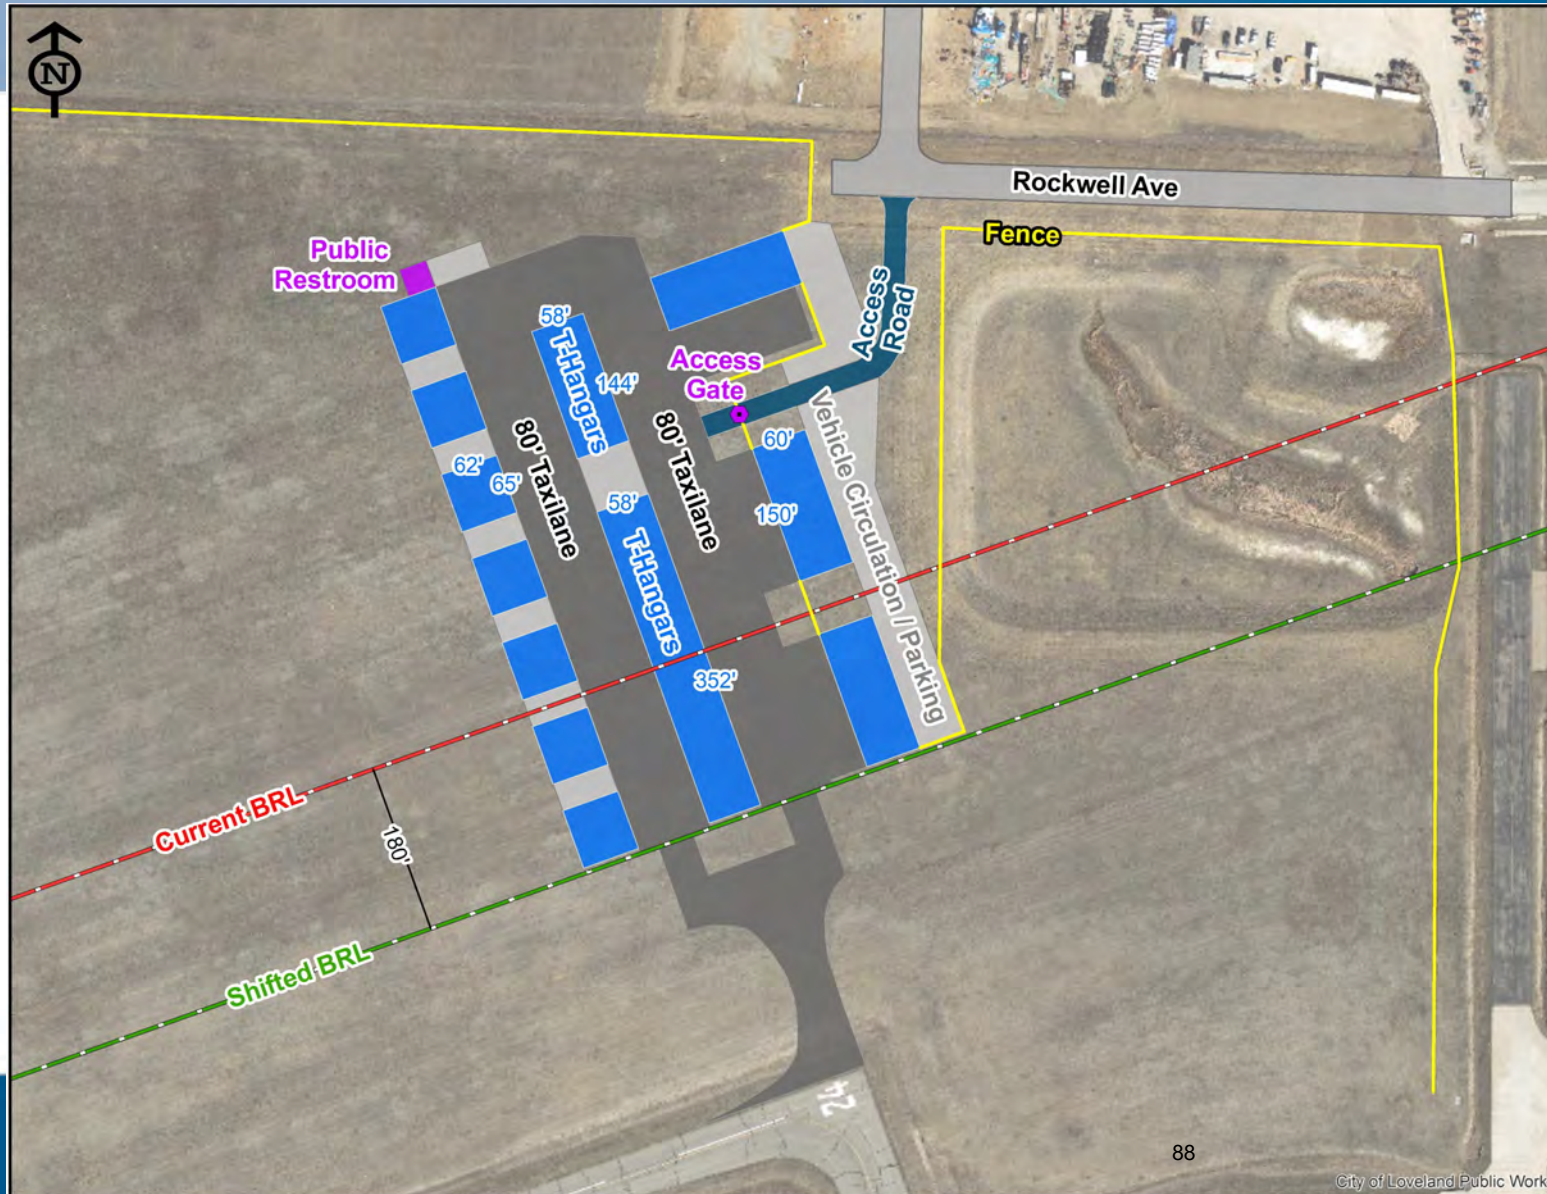 N
Rockwell Ave
Fence
Public
Restroom
Access
Road
58'
T-Hangars
144'
Access
Gate
80' Taxilane
80' Taxilane
Vehicle Circulation / Parking
60'
62'
65'
58'
150'
T-Hangars
352'
Current BRL
180'
Shifted BRL
24
88
City of Loveland Public Work